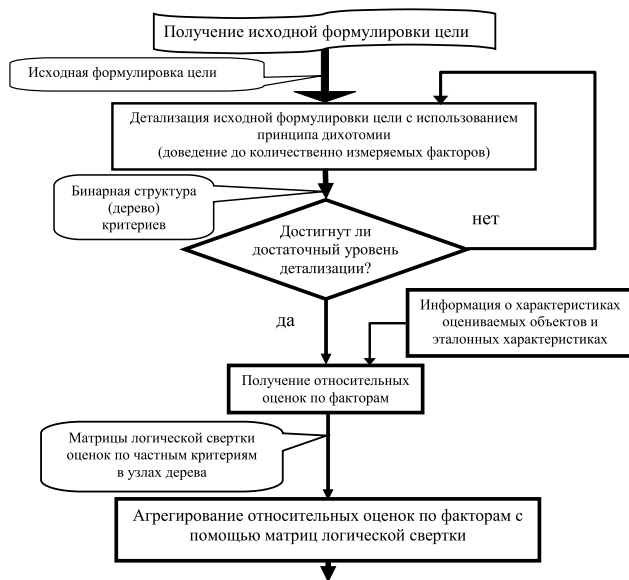 Получение исходной формулировки цели
Исходная формулировка цели
Детализация исходной формулировки цели с использованием
принципа дихотомии
(доведение до количественно измеряемых факторов)
Бинарная структура
(дерево)
критериев
нет
Достигнут ли
достаточный уровень
детализации?
да
Информация о характеристиках
оцениваемых объектов и
эталонных характеристиках
Получение относительных
оценок по факторам
Матрицы логической свертки
оценок по частным критериям
в узлах дерева
Агрегирование относительных оценок по факторам с
помощью матриц логической свертки